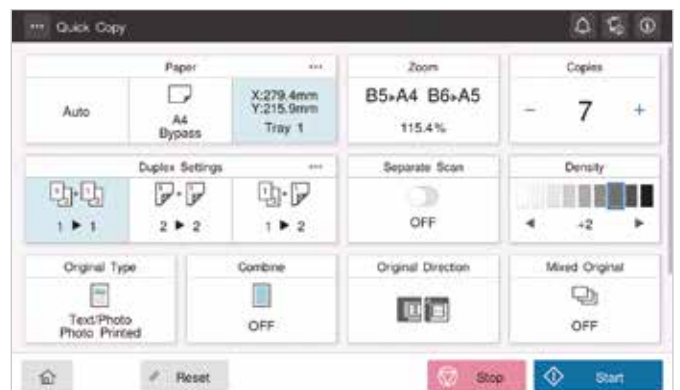 Quick Copy
Paper
Auto
A4
Bypass
X:279.4mm
Y:215.9mm
Tray 1
Zoom
B5▸A4 B6▸A5
115.4%
Copies
- 7 +
Duplex Settings
1 ▶ 1
2 ▶ 2
1 ▶ 2
Separate Scan
OFF
Density
◀ +2 ▶
Original Type
Text/Photo
Photo Printed
Combine
OFF
Original Direction
Mixed Original
OFF
Reset
Stop
Start